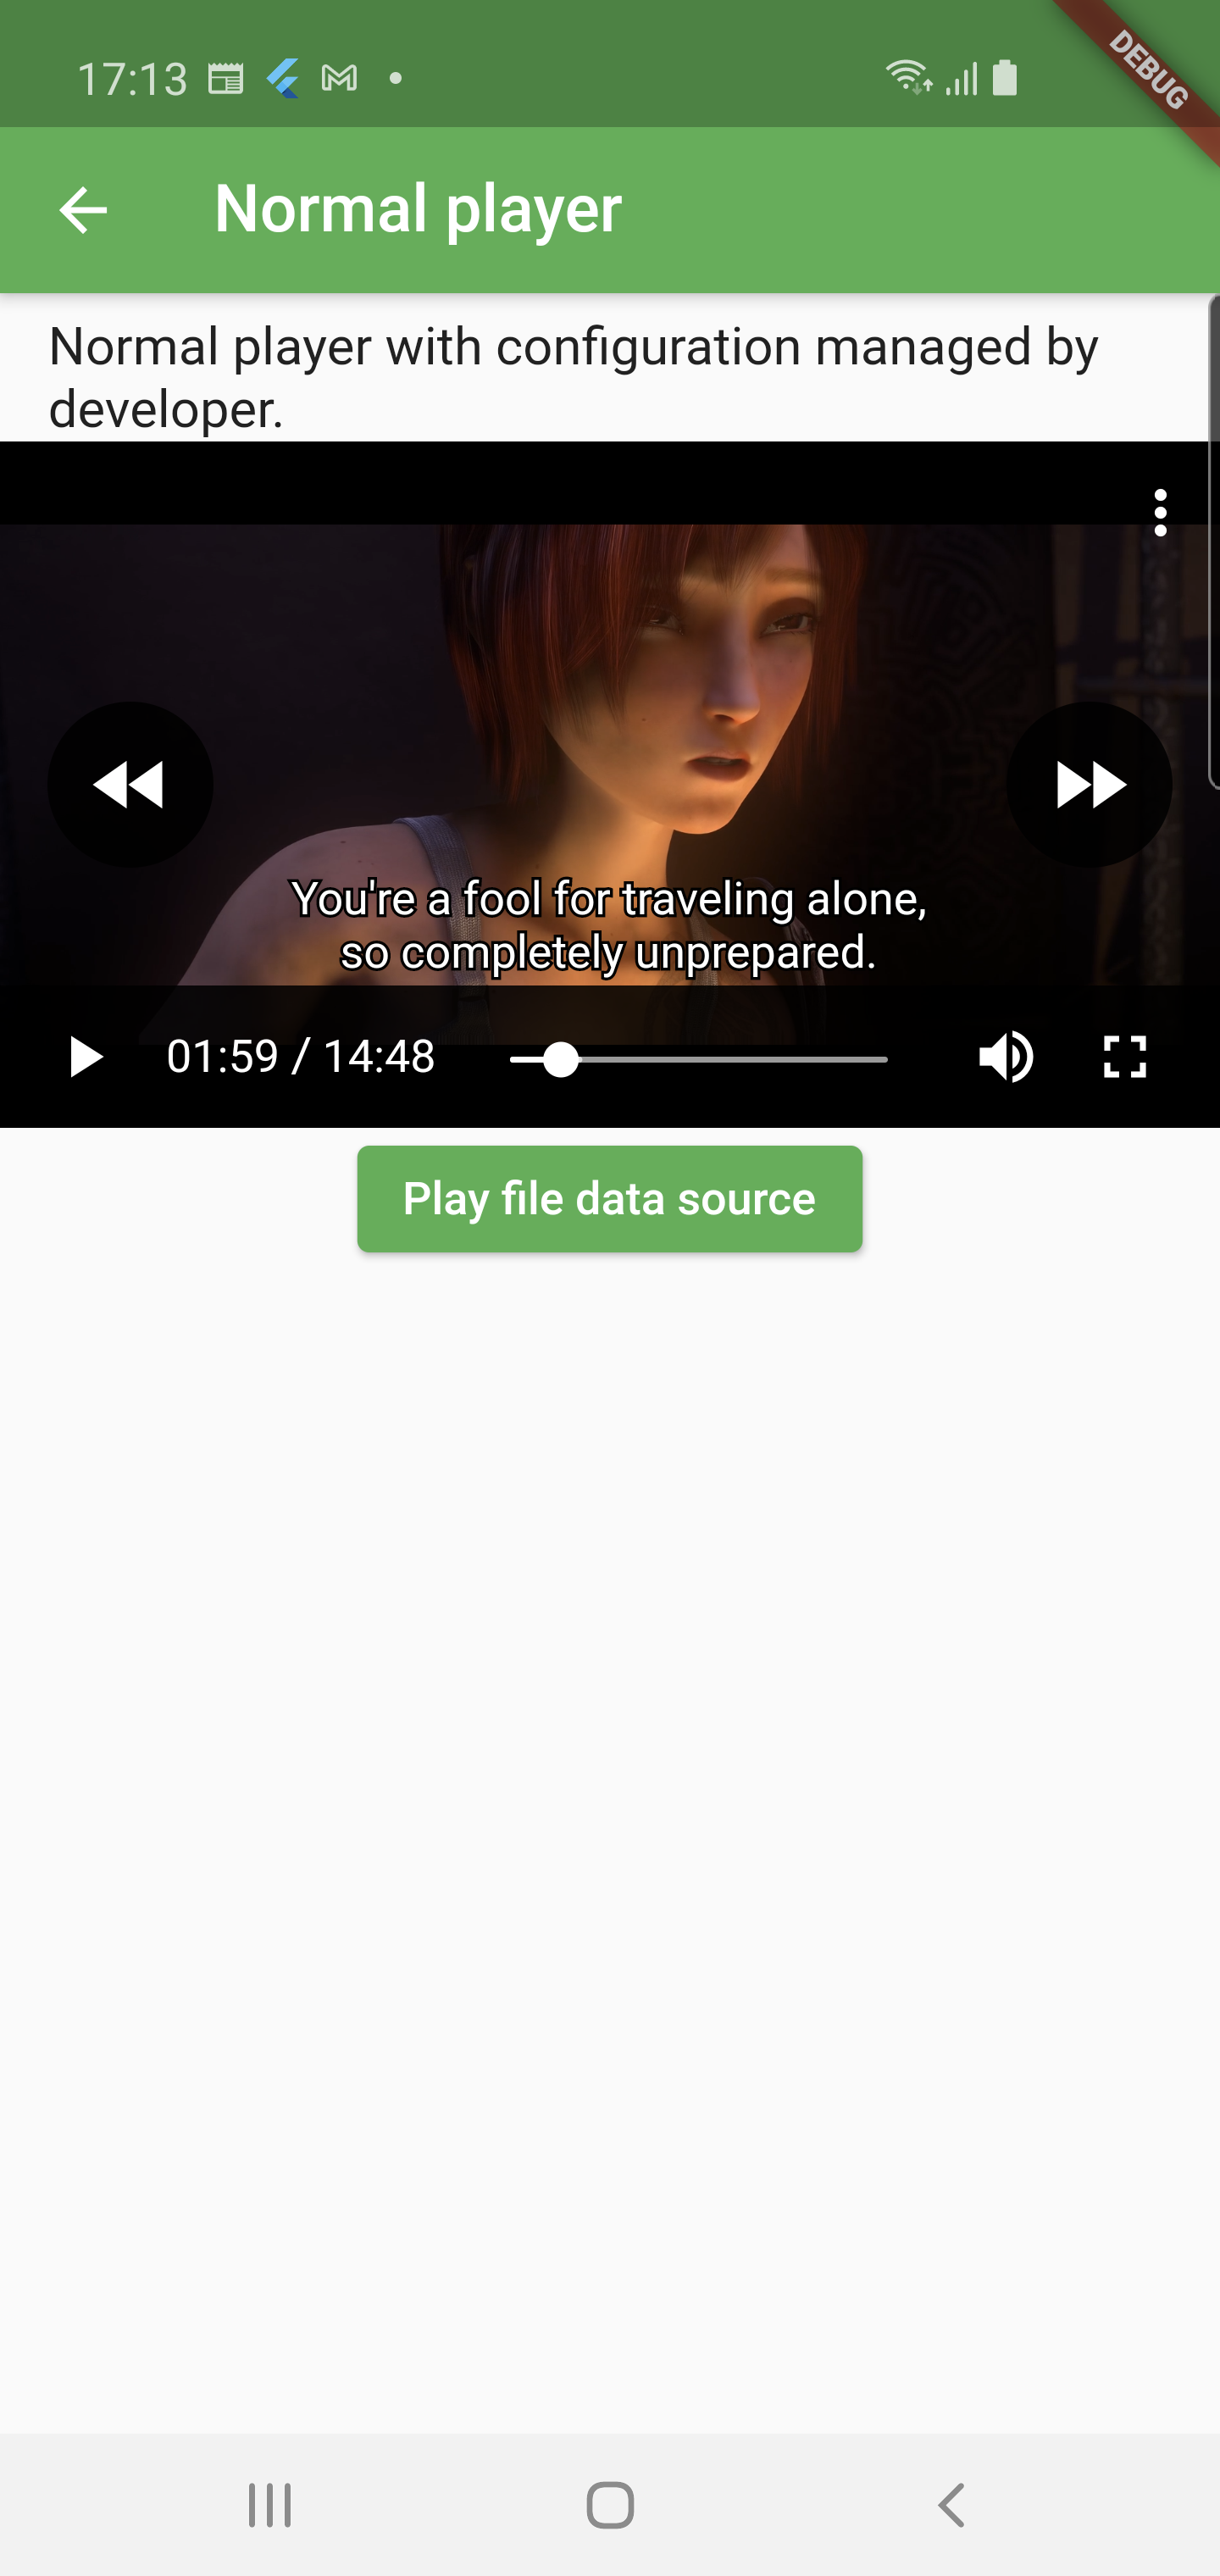 17:13
DEBUG
Normal player
Normal player with configuration managed by
developer.
You're a fool for traveling alone,
so completely unprepared.
01:59 / 14:48
Play file data source